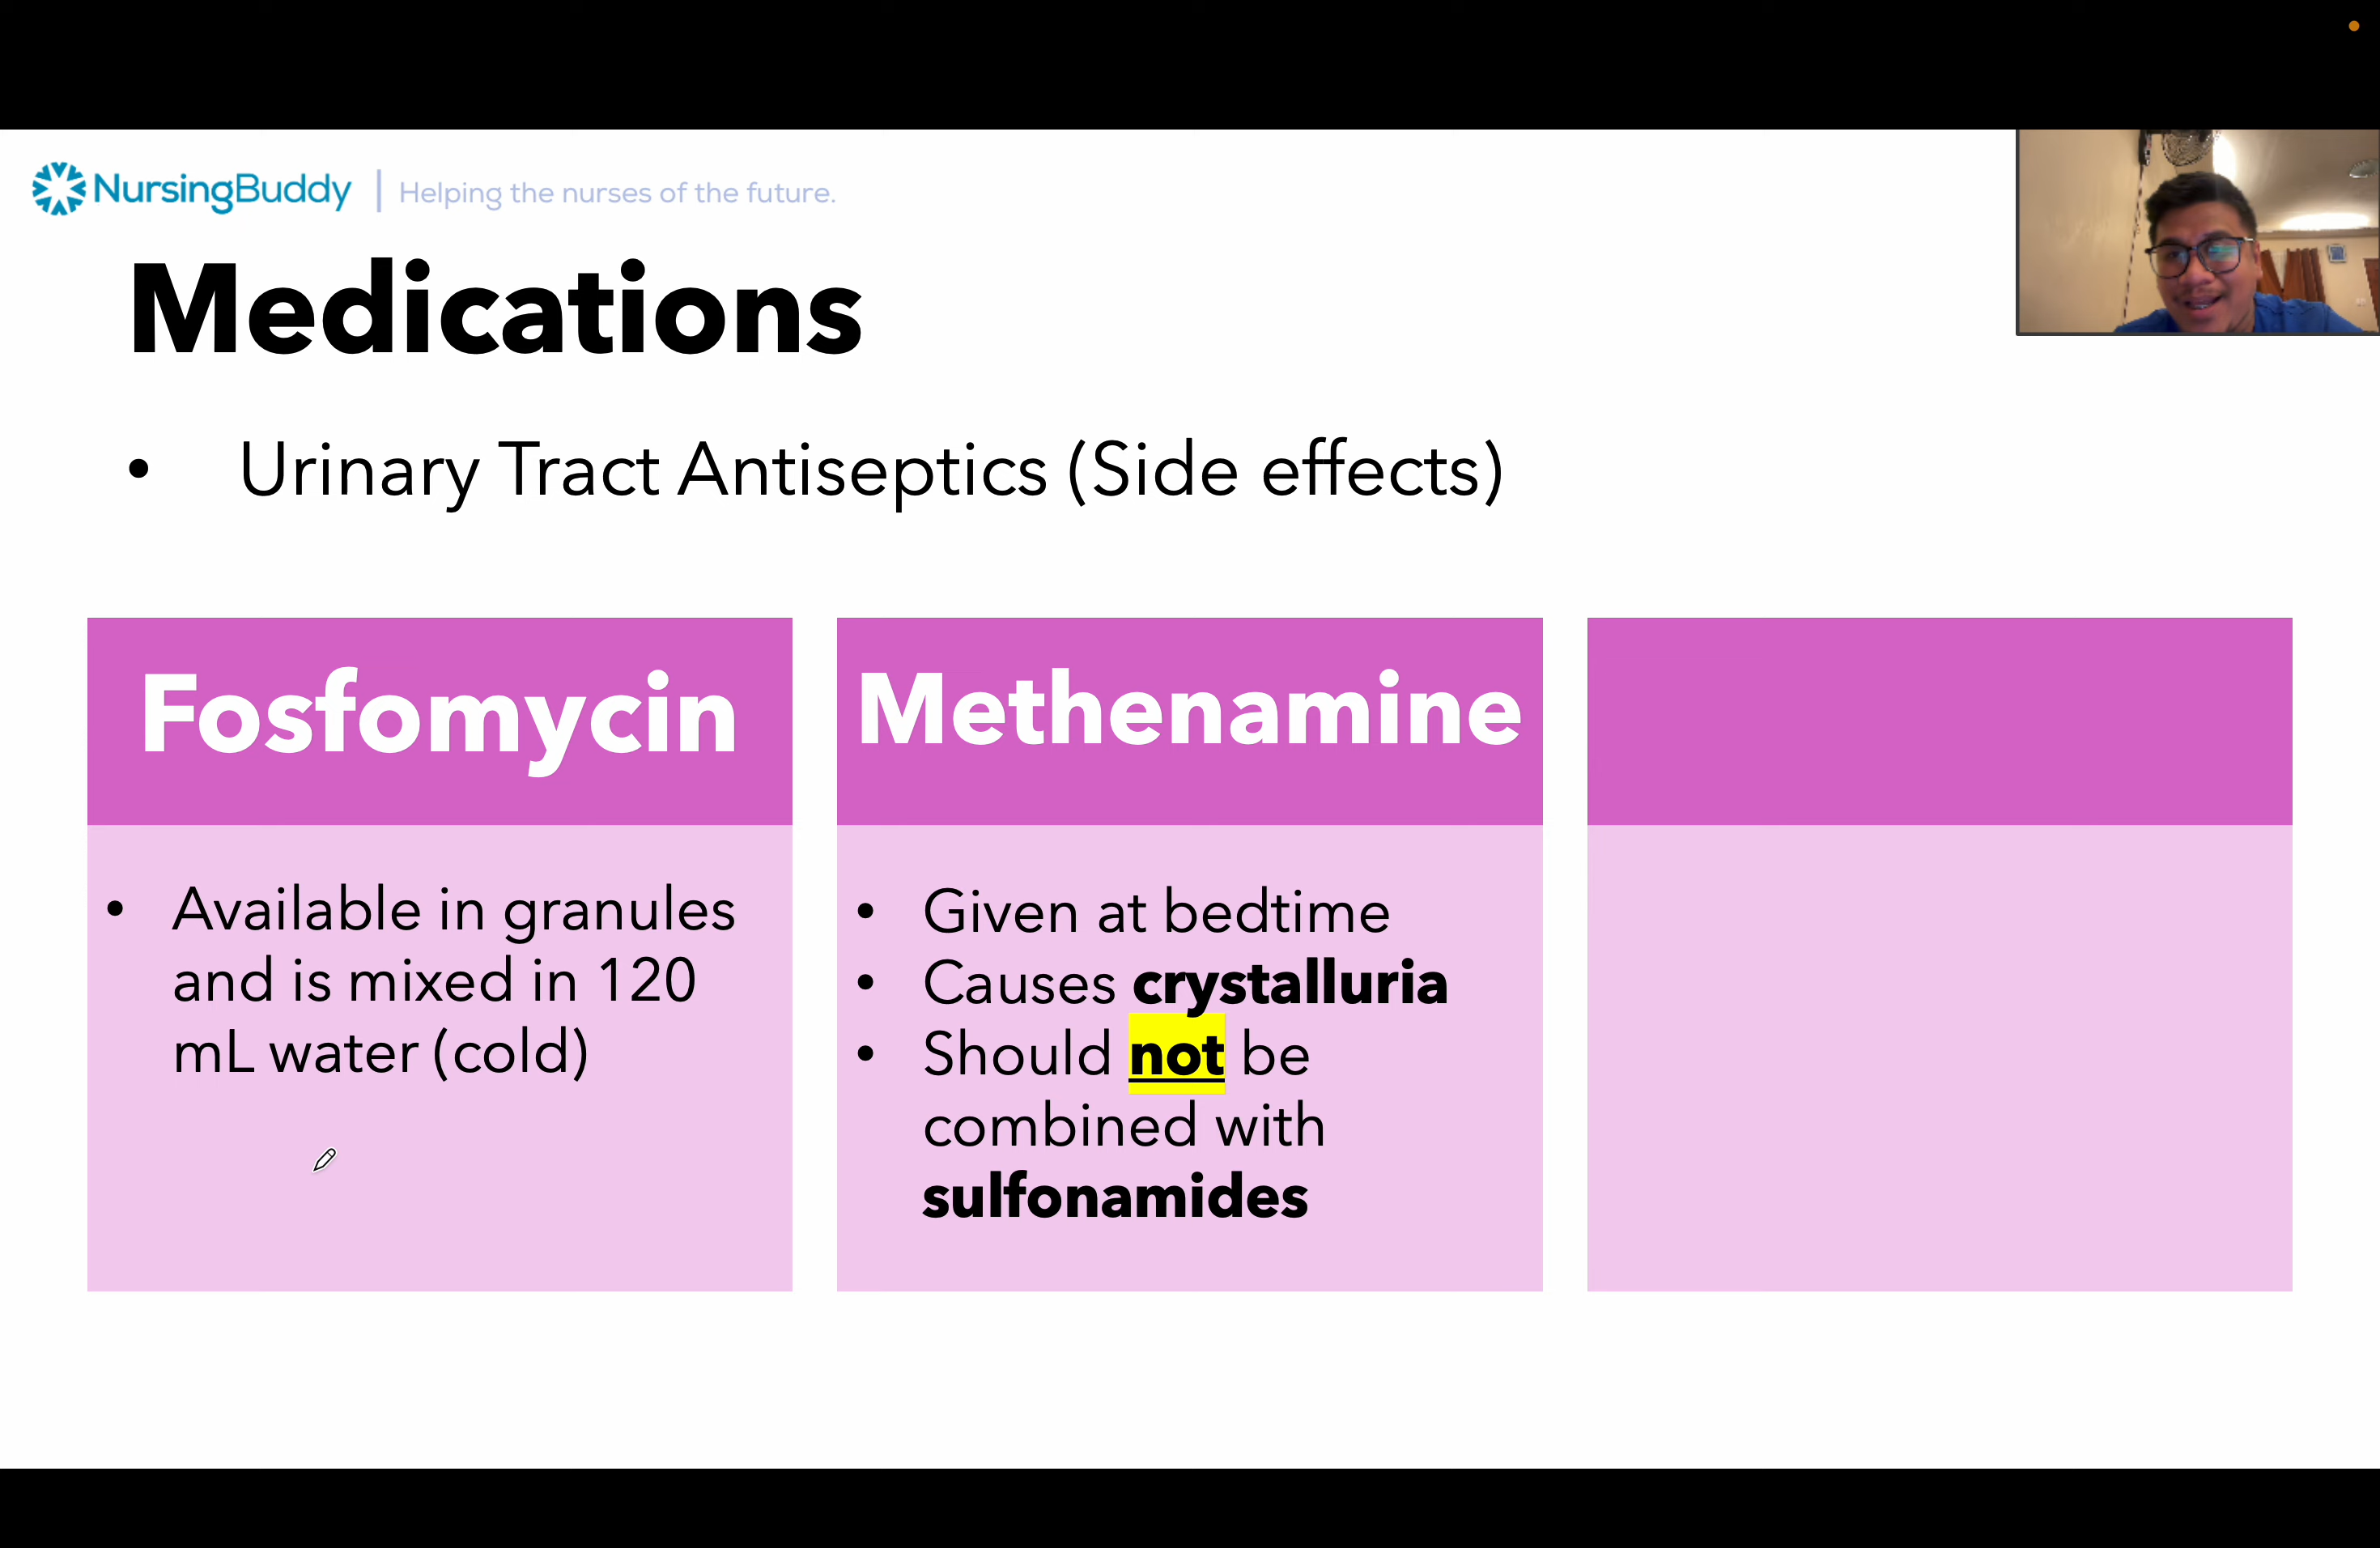 NursingBuddy | Helping the nurses of the future.
Medications
• Urinary Tract Antiseptics (Side effects)
Fosfomycin
• Available in granules
and is mixed in 120
mL water (cold)
Methenamine
• Given at bedtime
• Causes crystalluria
• Should not be
combined with
sulfonamides